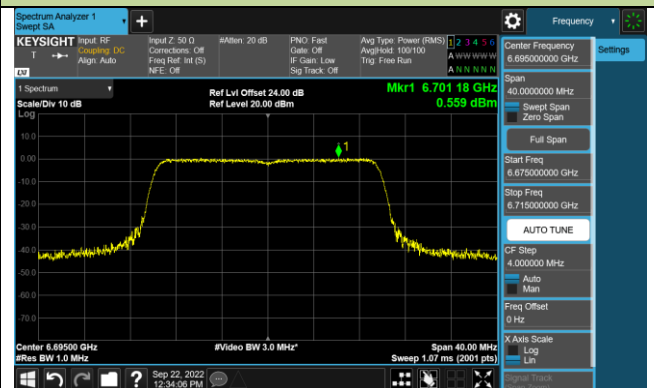 Spectrum Analyzer 1
Swept SA
+
Frequency
KEYSIGHT
T
LXI
Input: RF
Coupling: DC
Align: Auto
Input Z: 50 Ω
Corrections: Off
Freq Ref: Int (S)
NFE: Off
#Atten: 20 dB
PNO: Fast
Gate: Off
IF Gain: Low
Sig Track: Off
Avg Type: Power (RMS)
Avg|Hold: 100/100
Trig: Free Run
1 2 3 4 5 6
A W W W W W
A N N N N N
1 Spectrum
Scale/Div 10 dB
Log
Ref Lvl Offset 24.00 dB
Ref Level 20.00 dBm
Mkr1 6.701 18 GHz
0.559 dBm
1
10.0
0.00
-10.0
-20.0
-30.0
-40.0
-50.0
-60.0
-70.0
Center 6.69500 GHz
#Res BW 1.0 MHz
#Video BW 3.0 MHz*
Span 40.00 MHz
Sweep 1.07 ms (2001 pts)
Sep 22, 2022
12:34:06 PM
?
Center Frequency
6.695000000 GHz
Settings
Span
40.0000000 MHz
Swept Span
Zero Span
Full Span
Start Freq
6.675000000 GHz
Stop Freq
6.715000000 GHz
AUTO TUNE
CF Step
4.000000 MHz
Auto
Man
Freq Offset
0 Hz
X Axis Scale
Log
Lin
Signal Track